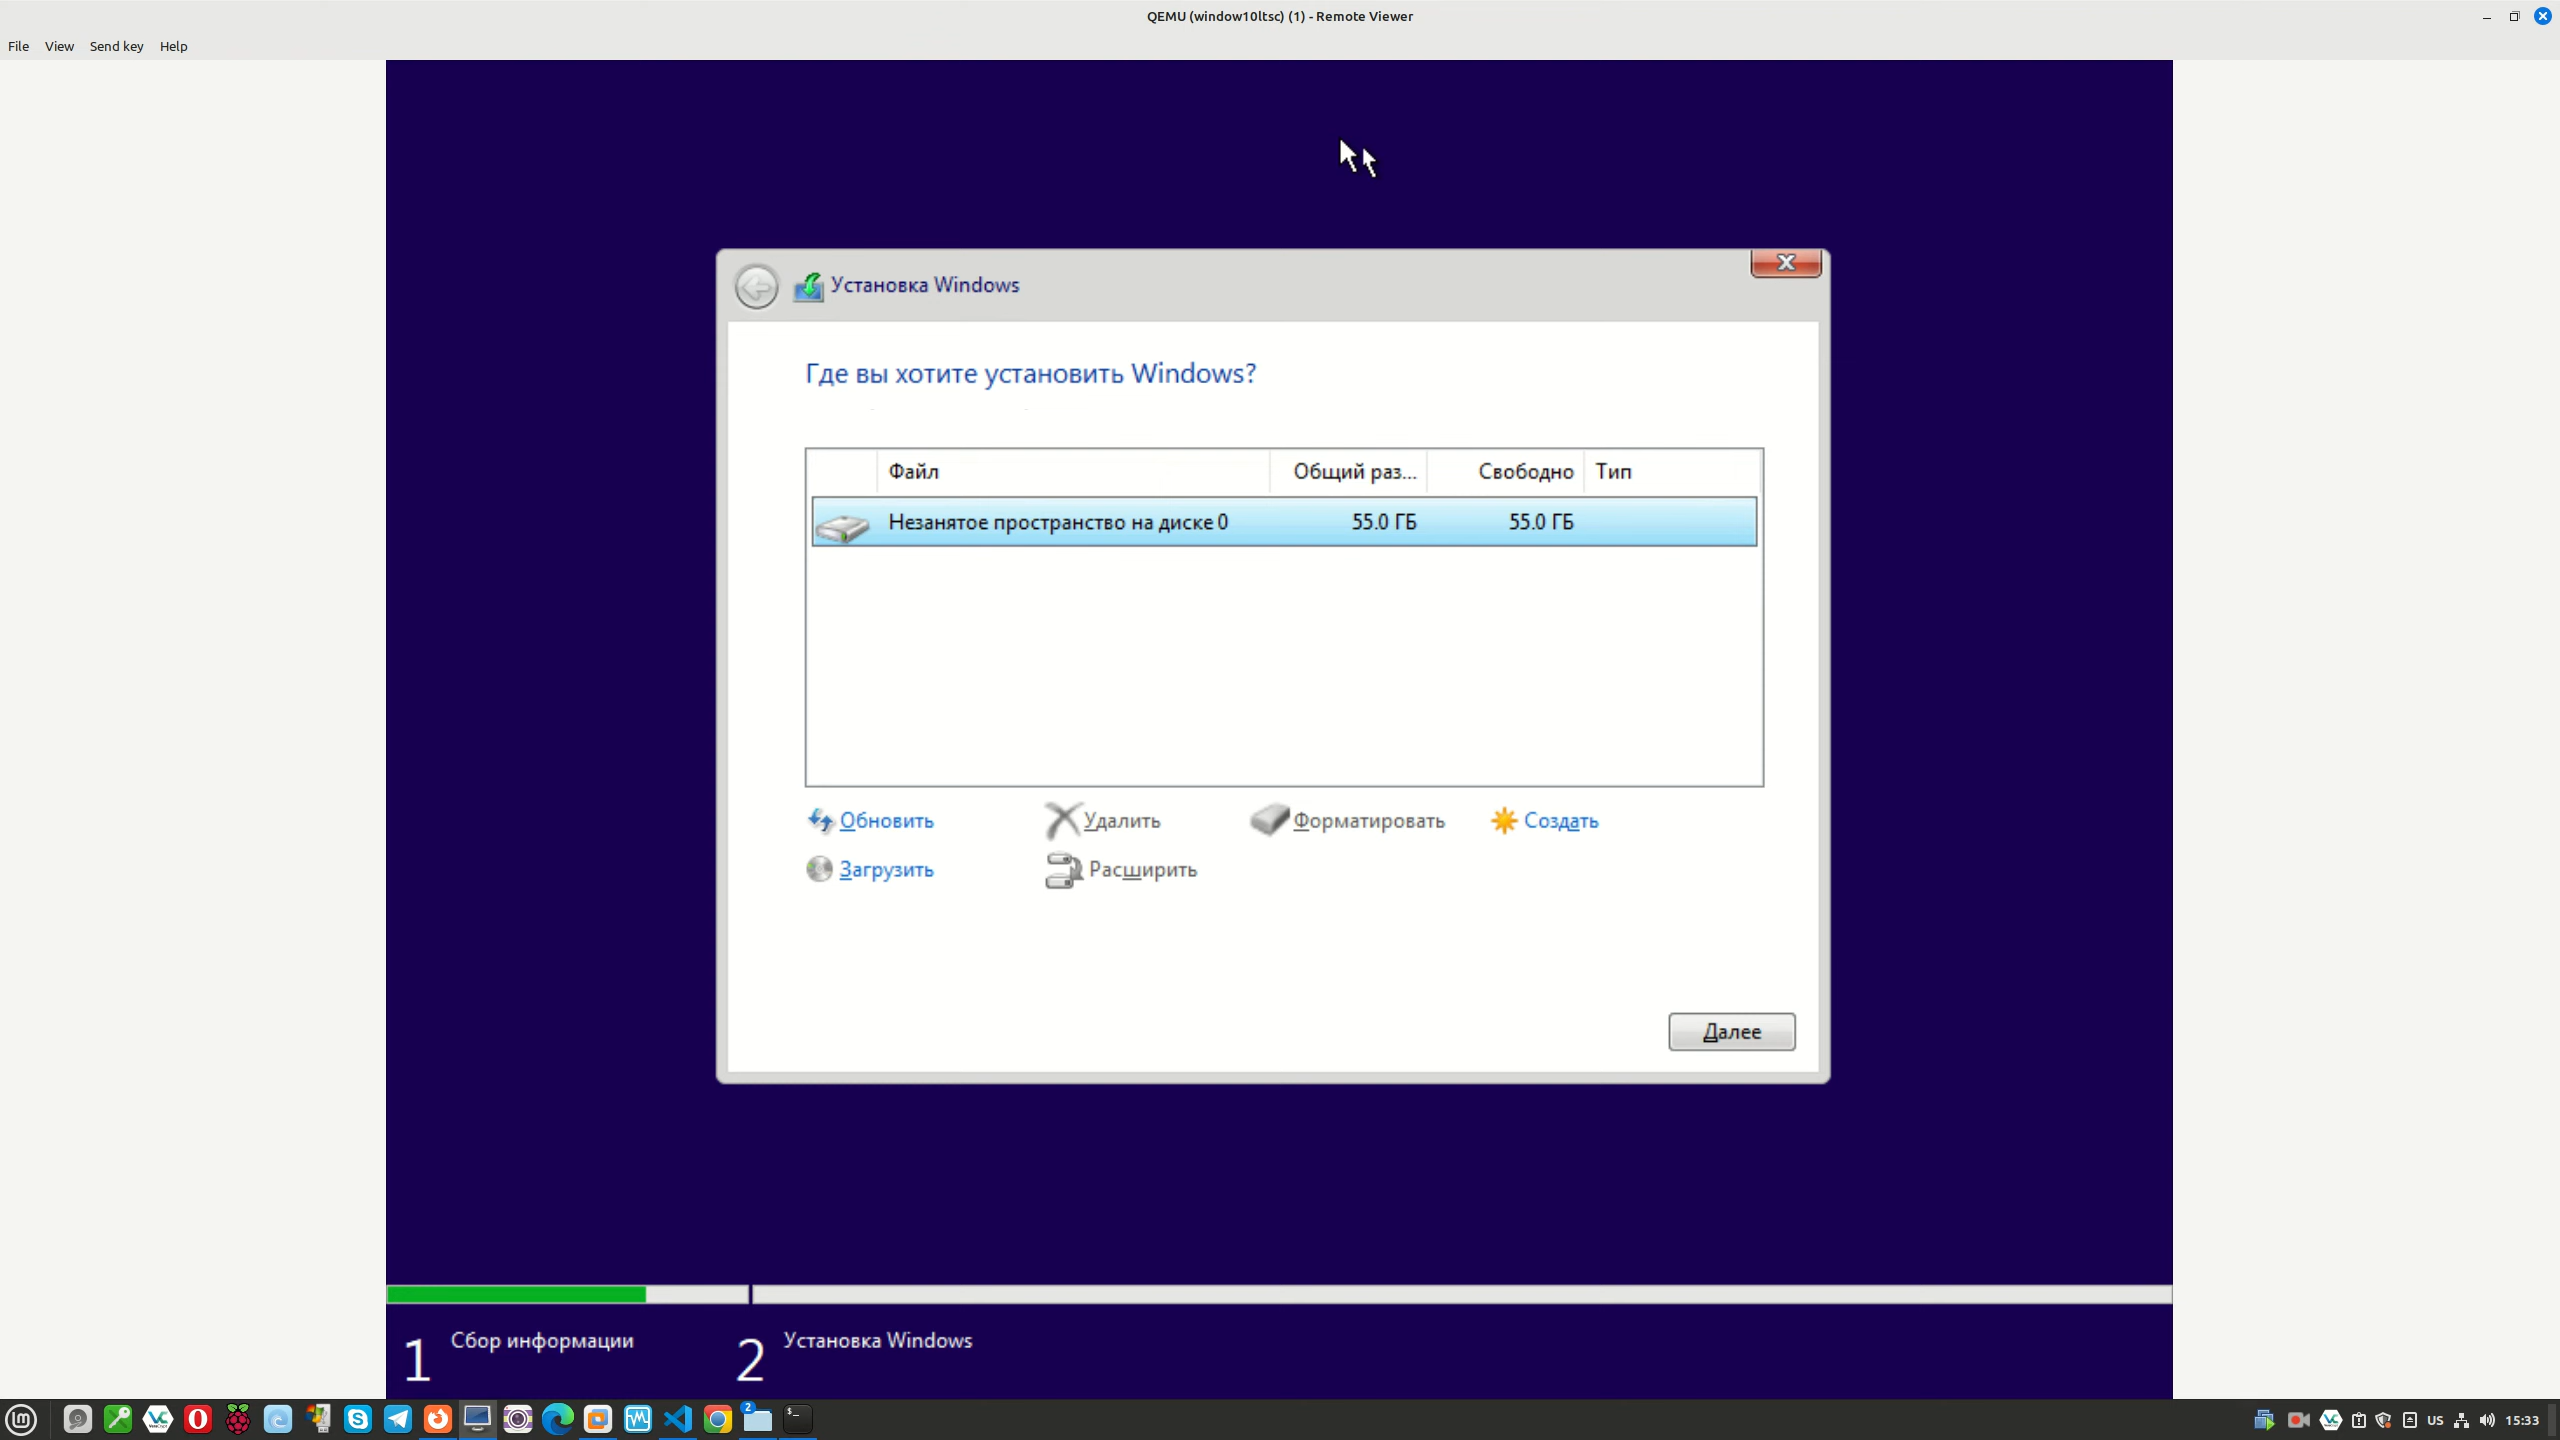 QEMU (window10ltsc) (1) - Remote Viewer
File View Send key Help
Установка Windows
Где вы хотите установить Windows?
Файл Общий раз... Свободно Тип
Незанятое пространство на диске 0 55.0 ГБ 55.0 ГБ
Обновить Удалить Форматировать Создать
Загрузить Расширить
Далее
1 Сбор информации 2 Установка Windows
2
US 15:33